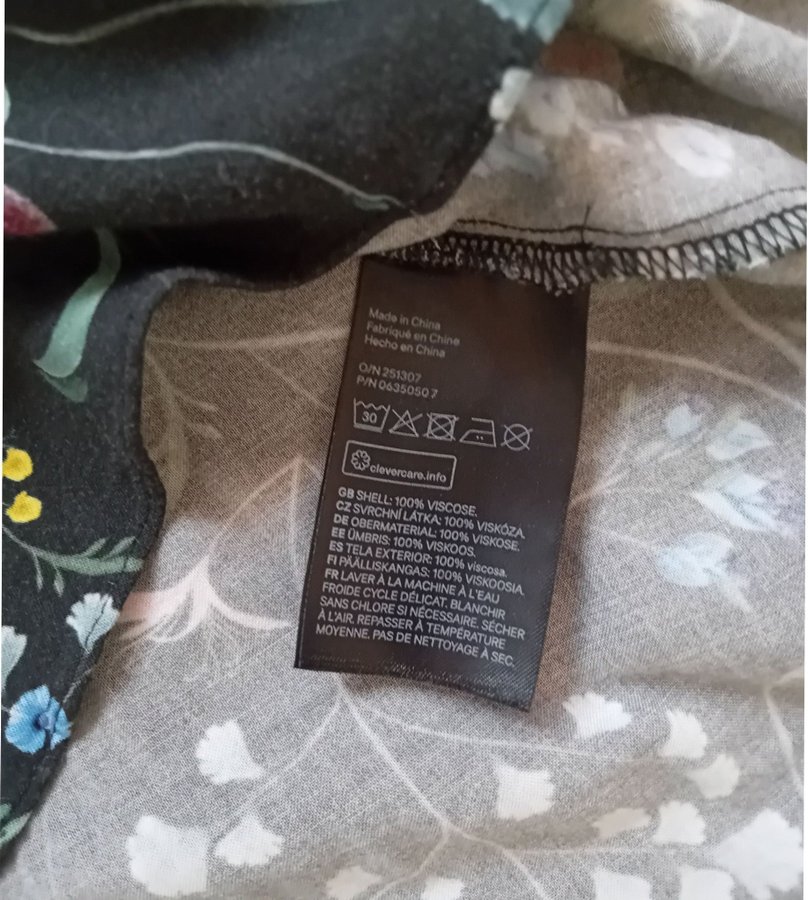 Made in China
Fabriqué en Chine
Hecho en China
O/N 251307
P/N 0635050 7
30
clevercare.info
GB SHELL: 100% VISCOSE.
CZ SVRCHNÍ LÁTKA: 100% VISKÓZA.
DE OBERMATERIAL: 100% VISKOSE.
EE ÜMBRIS: 100% VISKOOS.
ES TELA EXTERIOR: 100% viscosa.
FI PÄÄLLISKANGAS: 100% VISKOOSIA.
FR LAVER À LA MACHINE À L'EAU
FROIDE CYCLE DÉLICAT. BLANCHIR
SANS CHLORE SI NÉCESSAIRE. SÉCHER
À L'AIR. REPASSER À TEMPÉRATURE
MOYENNE. PAS DE NETTOYAGE À SEC.